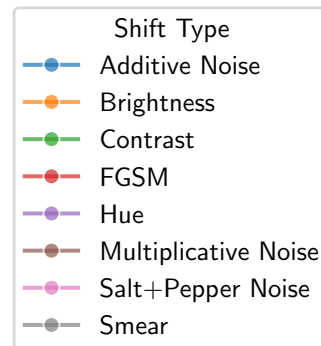 Shift Type
Additive Noise
Brightness
Contrast
FGSM
Hue
Multiplicative Noise
Salt+Pepper Noise
Smear